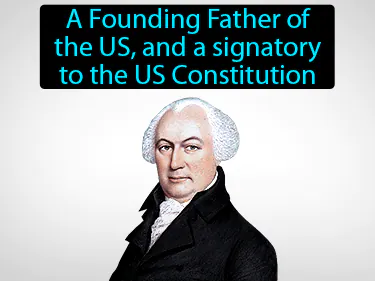 A Founding Father of
the US, and a signatory
to the US Constitution